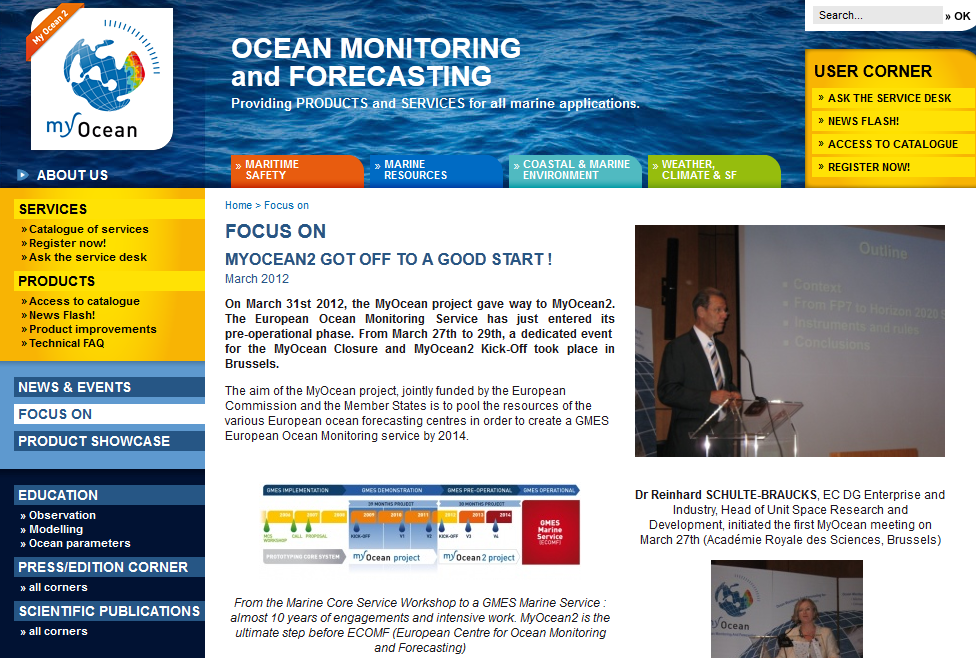 My Ocean 2
myOcean
OCEAN MONITORING
and FORECASTING
Providing PRODUCTS and SERVICES for all marine applications.
Search...
» OK
USER CORNER
» ASK THE SERVICE DESK
» NEWS FLASH!
» ACCESS TO CATALOGUE
» REGISTER NOW!
ABOUT US
» MARITIME
SAFETY
» MARINE
RESOURCES
» COASTAL & MARINE
ENVIRONMENT
» WEATHER,
CLIMATE & SF
SERVICES
» Catalogue of services
» Register now!
» Ask the service desk
PRODUCTS
» Access to catalogue
» News Flash!
» Product improvements
» Technical FAQ
NEWS & EVENTS
FOCUS ON
PRODUCT SHOWCASE
EDUCATION
» Observation
» Modelling
» Ocean parameters
PRESS/EDITION CORNER
» all corners
SCIENTIFIC PUBLICATIONS
» all corners
Home > Focus on
FOCUS ON
MYOCEAN2 GOT OFF TO A GOOD START !
March 2012
On March 31st 2012, the MyOcean project gave way to MyOcean2.
The European Ocean Monitoring Service has just entered its
pre-operational phase. From March 27th to 29th, a dedicated event
for the MyOcean Closure and MyOcean2 Kick-Off took place in
Brussels.
The aim of the MyOcean project, jointly funded by the European
Commission and the Member States is to pool the resources of the
various European ocean forecasting centres in order to create a GMES
European Ocean Monitoring service by 2014.
GMES IMPLEMENTATION
GMES DEMONSTRATION
GMES PRE-OPERATIONAL
GMES OPERATIONAL
39 MONTHS PROJECT
30 MONTHS PROJECT
2006 2007 2008 2009 2010 2011 2012 2013 2014
MCS
WORKSHOP
CALL PROPOSAL
KICK-OFF V1 V2 KICK-OFF V3 V4
GMES
Marine
Service
(ECOMF)
PROTOTYPING CORE SYSTEM
myOcean project
myOcean2 project
From the Marine Core Service Workshop to a GMES Marine Service :
almost 10 years of engagements and intensive work. MyOcean2 is the
ultimate step before ECOMF (European Centre for Ocean Monitoring
and Forecasting)
Outline
Context
From FP7 to Horizon 2020
Instruments and rules
Conclusions
Dr Reinhard SCHULTE-BRAUCKS, EC DG Enterprise and
Industry, Head of Unit Space Research and
Development, initiated the first MyOcean meeting on
March 27th (Académie Royale des Sciences, Brussels)
myOcean